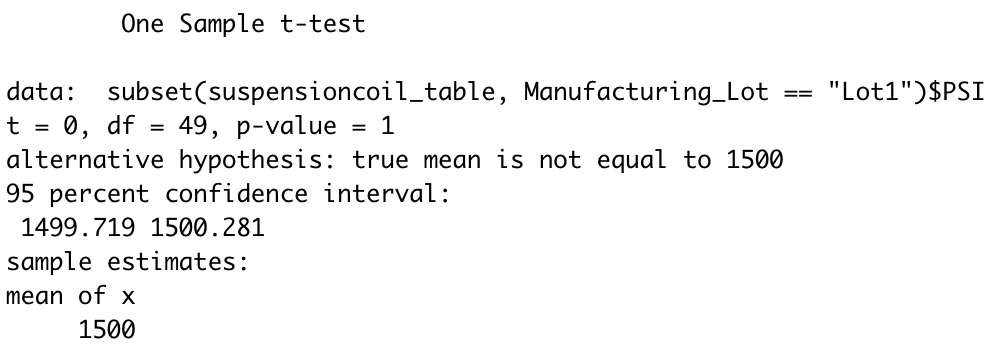 One Sample t-test
data:  subset(suspensioncoil_table, Manufacturing_Lot == "Lot1")$PSI
t = 0, df = 49, p-value = 1
alternative hypothesis: true mean is not equal to 1500
95 percent confidence interval:
1499.719 1500.281
sample estimates:
mean of x
1500